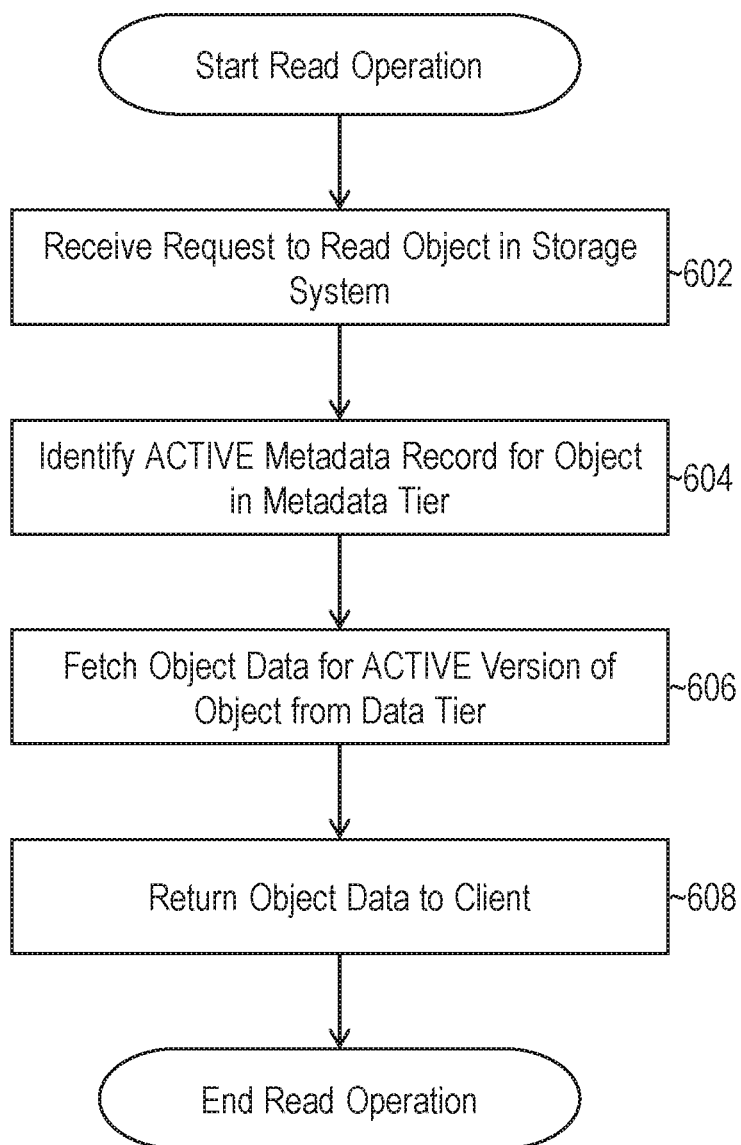 Start Read Operation
Receive Request to Read Object in Storage
System
~602
Identify ACTIVE Metadata Record for Object
in Metadata Tier
~604
Fetch Object Data for ACTIVE Version of
Object from Data Tier
~606
Return Object Data to Client
~608
End Read Operation